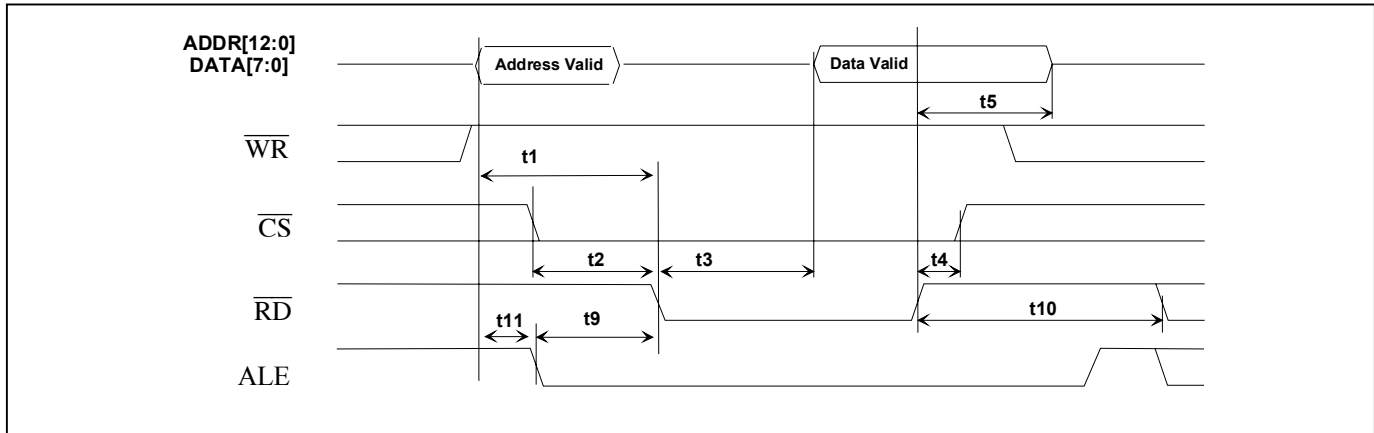 ADDR[12:0]
DATA[7:0]
Address Valid
Data Valid
t5
WR
t1
CS
t2
t3
t4
RD
t10
t11
t9
ALE